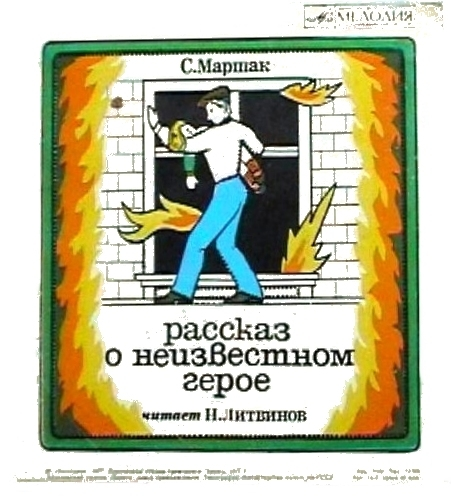 МЕЛОДИЯ
С. Маршак
рассказ
о неизвестном
герое
читает Н. Литвинов